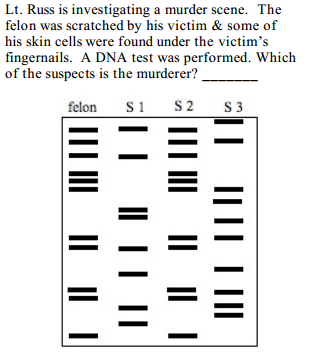 Lt. Russ is investigating a murder scene. The
felon was scratched by his victim & some of
his skin cells were found under the victim's
fingernails. A DNA test was performed. Which
of the suspects is the murderer? _______
felon S 1 S 2 S 3